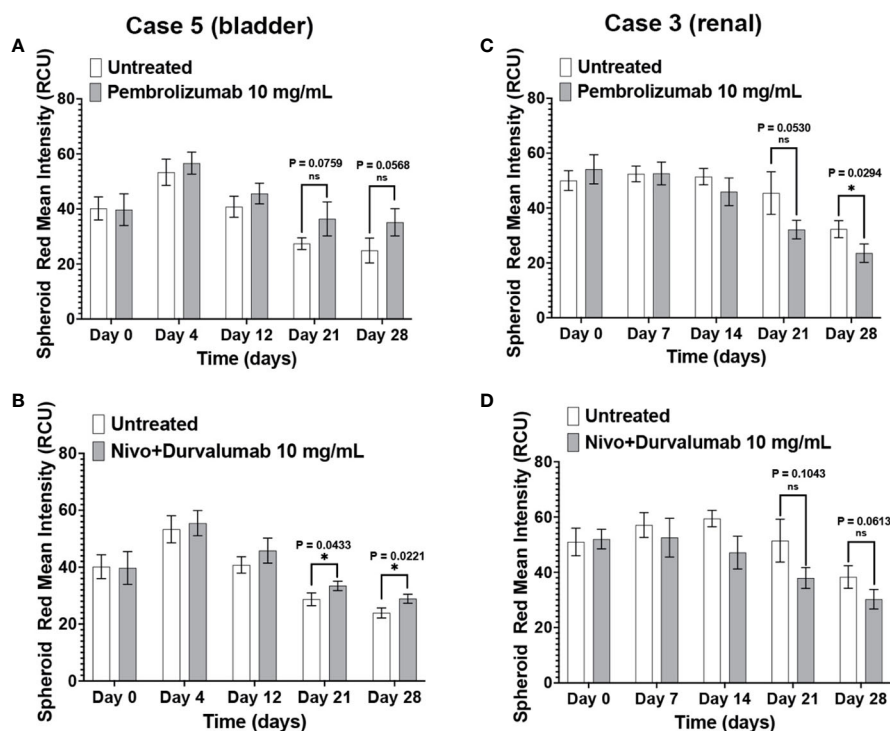 Case 5 (bladder)
A
Untreated
Pembrolizumab 10 mg/mL
Spheroid Red Mean Intensity (RCU)
80
60
40
20
0
P = 0.0759
ns
P = 0.0568
ns
Day 0 Day 4 Day 12 Day 21 Day 28
Time (days)
B
Untreated
Nivo+Durvalumab 10 mg/mL
Spheroid Red Mean Intensity (RCU)
80
60
40
20
0
P = 0.0433
*
P = 0.0221
*
Day 0 Day 4 Day 12 Day 21 Day 28
Time (days)
Case 3 (renal)
C
Untreated
Pembrolizumab 10 mg/mL
Spheroid Red Mean Intensity (RCU)
80
60
40
20
0
P = 0.0530
ns
P = 0.0294
*
Day 0 Day 7 Day 14 Day 21 Day 28
Time (days)
D
Untreated
Nivo+Durvalumab 10 mg/mL
Spheroid Red Mean Intensity (RCU)
80
60
40
20
0
P = 0.1043
ns
P = 0.0613
ns
Day 0 Day 7 Day 14 Day 21 Day 28
Time (days)